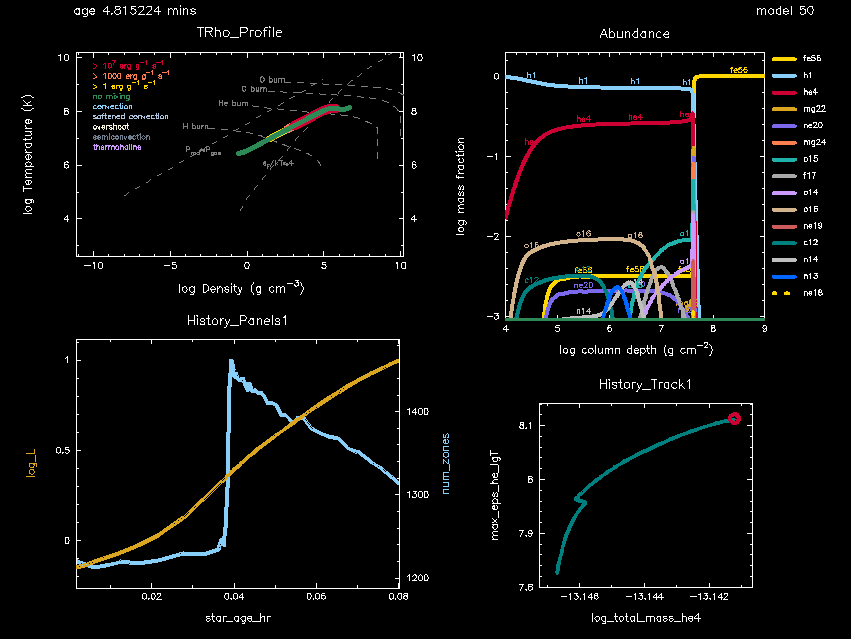 age 4.815224 mins
model 50
TRho_Profile
log Temperature (K)
10
8
6
4
10
8
6
4
−10
−5
0
5
10
log Density (g cm−3)
> 10^7 erg g−1 s−1
> 1000 erg g−1 s−1
> 1 erg g−1 s−1
no mixing
convection
softened convection
overshoot
semiconvection
thermohaline
O burn
C burn
He burn
H burn
Abundance
log mass fraction
0
−1
−2
−3
4
5
6
7
8
9
log column depth (g cm−2)
h1
h1
h1
h1
fe56
he4
he4
o16
o16
o16
c12
fe56
fe56
ne20
n14
fe56
h1
he4
mg22
ne20
mg24
o15
f17
o14
o16
ne19
c12
n14
n13
ne18
History_Panels1
log_L
1
0.5
0
1400
1300
1200
num_zones
0.02
0.04
0.06
0.08
star_age_hr
History_Track1
max_eps_he_lgT
8.1
8
7.9
7.8
−13.146
−13.144
−13.142
log_total_mass_he4